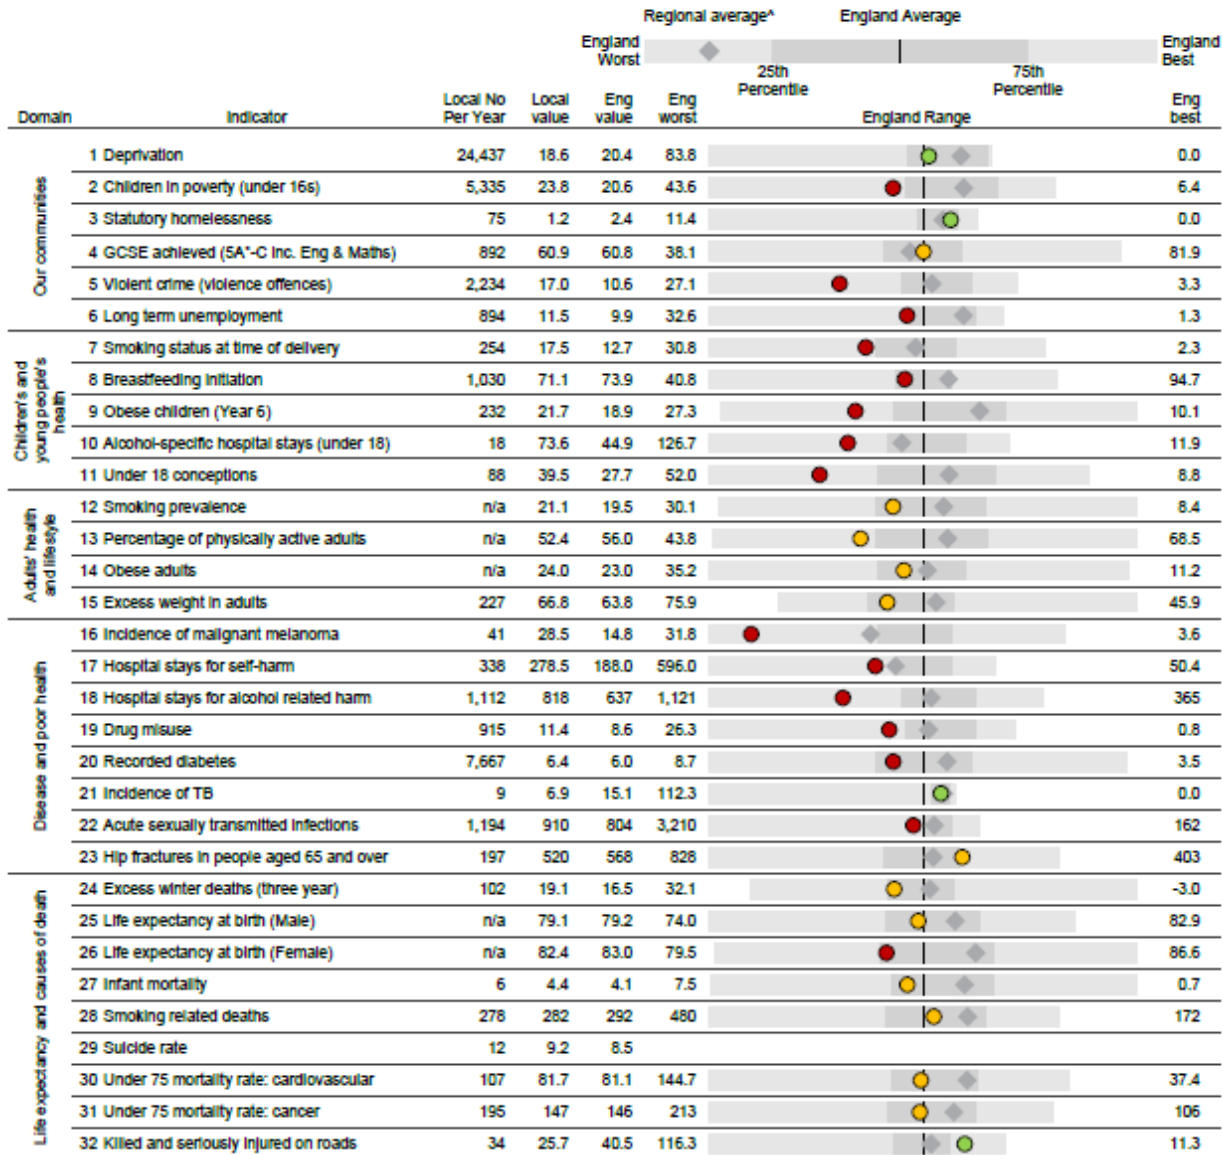 Regional average^ England Average
England Worst England Best
25th Percentile 75th Percentile
Domain Indicator Local No Per Year Local value Eng value Eng worst England Range Eng best
Our communities
1 Deprivation 24,437 18.6 20.4 83.8 0.0
2 Children in poverty (under 16s) 5,335 23.8 20.6 43.6 6.4
3 Statutory homelessness 75 1.2 2.4 11.4 0.0
4 GCSE achieved (5A*-C inc. Eng & Maths) 892 60.9 60.8 38.1 81.9
5 Violent crime (violence offences) 2,234 17.0 10.6 27.1 3.3
6 Long term unemployment 894 11.5 9.9 32.6 1.3
Children's and young people's health
7 Smoking status at time of delivery 254 17.5 12.7 30.8 2.3
8 Breastfeeding initiation 1,030 71.1 73.9 40.8 94.7
9 Obese children (Year 6) 232 21.7 18.9 27.3 10.1
10 Alcohol-specific hospital stays (under 18) 18 73.6 44.9 126.7 11.9
11 Under 18 conceptions 88 39.5 27.7 52.0 8.8
Adults' health and lifestyle
12 Smoking prevalence n/a 21.1 19.5 30.1 8.4
13 Percentage of physically active adults n/a 52.4 56.0 43.8 68.5
14 Obese adults n/a 24.0 23.0 35.2 11.2
15 Excess weight in adults 227 66.8 63.8 75.9 45.9
Disease and poor health
16 Incidence of malignant melanoma 41 28.5 14.8 31.8 3.6
17 Hospital stays for self-harm 338 278.5 188.0 596.0 50.4
18 Hospital stays for alcohol related harm 1,112 818 637 1,121 365
19 Drug misuse 915 11.4 8.6 26.3 0.8
20 Recorded diabetes 7,667 6.4 6.0 8.7 3.5
21 Incidence of TB 9 6.9 15.1 112.3 0.0
22 Acute sexually transmitted infections 1,194 910 804 3,210 162
23 Hip fractures in people aged 65 and over 197 520 568 828 403
Life expectancy and causes of death
24 Excess winter deaths (three year) 102 19.1 16.5 32.1 -3.0
25 Life expectancy at birth (Male) n/a 79.1 79.2 74.0 82.9
26 Life expectancy at birth (Female) n/a 82.4 83.0 79.5 86.6
27 Infant mortality 6 4.4 4.1 7.5 0.7
28 Smoking related deaths 278 282 292 480 172
29 Suicide rate 12 9.2 8.5
30 Under 75 mortality rate: cardiovascular 107 81.7 81.1 144.7 37.4
31 Under 75 mortality rate: cancer 195 147 146 213 106
32 Killed and seriously injured on roads 34 25.7 40.5 116.3 11.3